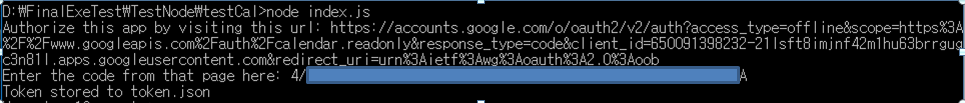 D:\FinalExeTest\TestNode\testCal>node index.js
Authorize this app by visiting this url: https://accounts.google.com/o/oauth2/v2/auth?access_type=offline&scope=https%3A
%2F%2Fwww.googleapis.com%2Fauth%2Fcalendar.readonly&response_type=code&client_id=650091398232-21lsft8imjnf42m1hu63brrgug
c3n81l.apps.googleusercontent.com&redirect_uri=urn%3Aietf%3Awg%3Aoauth%3A2.0%3Aoob
Enter the code from that page here: 4/ A
Token stored to token.json